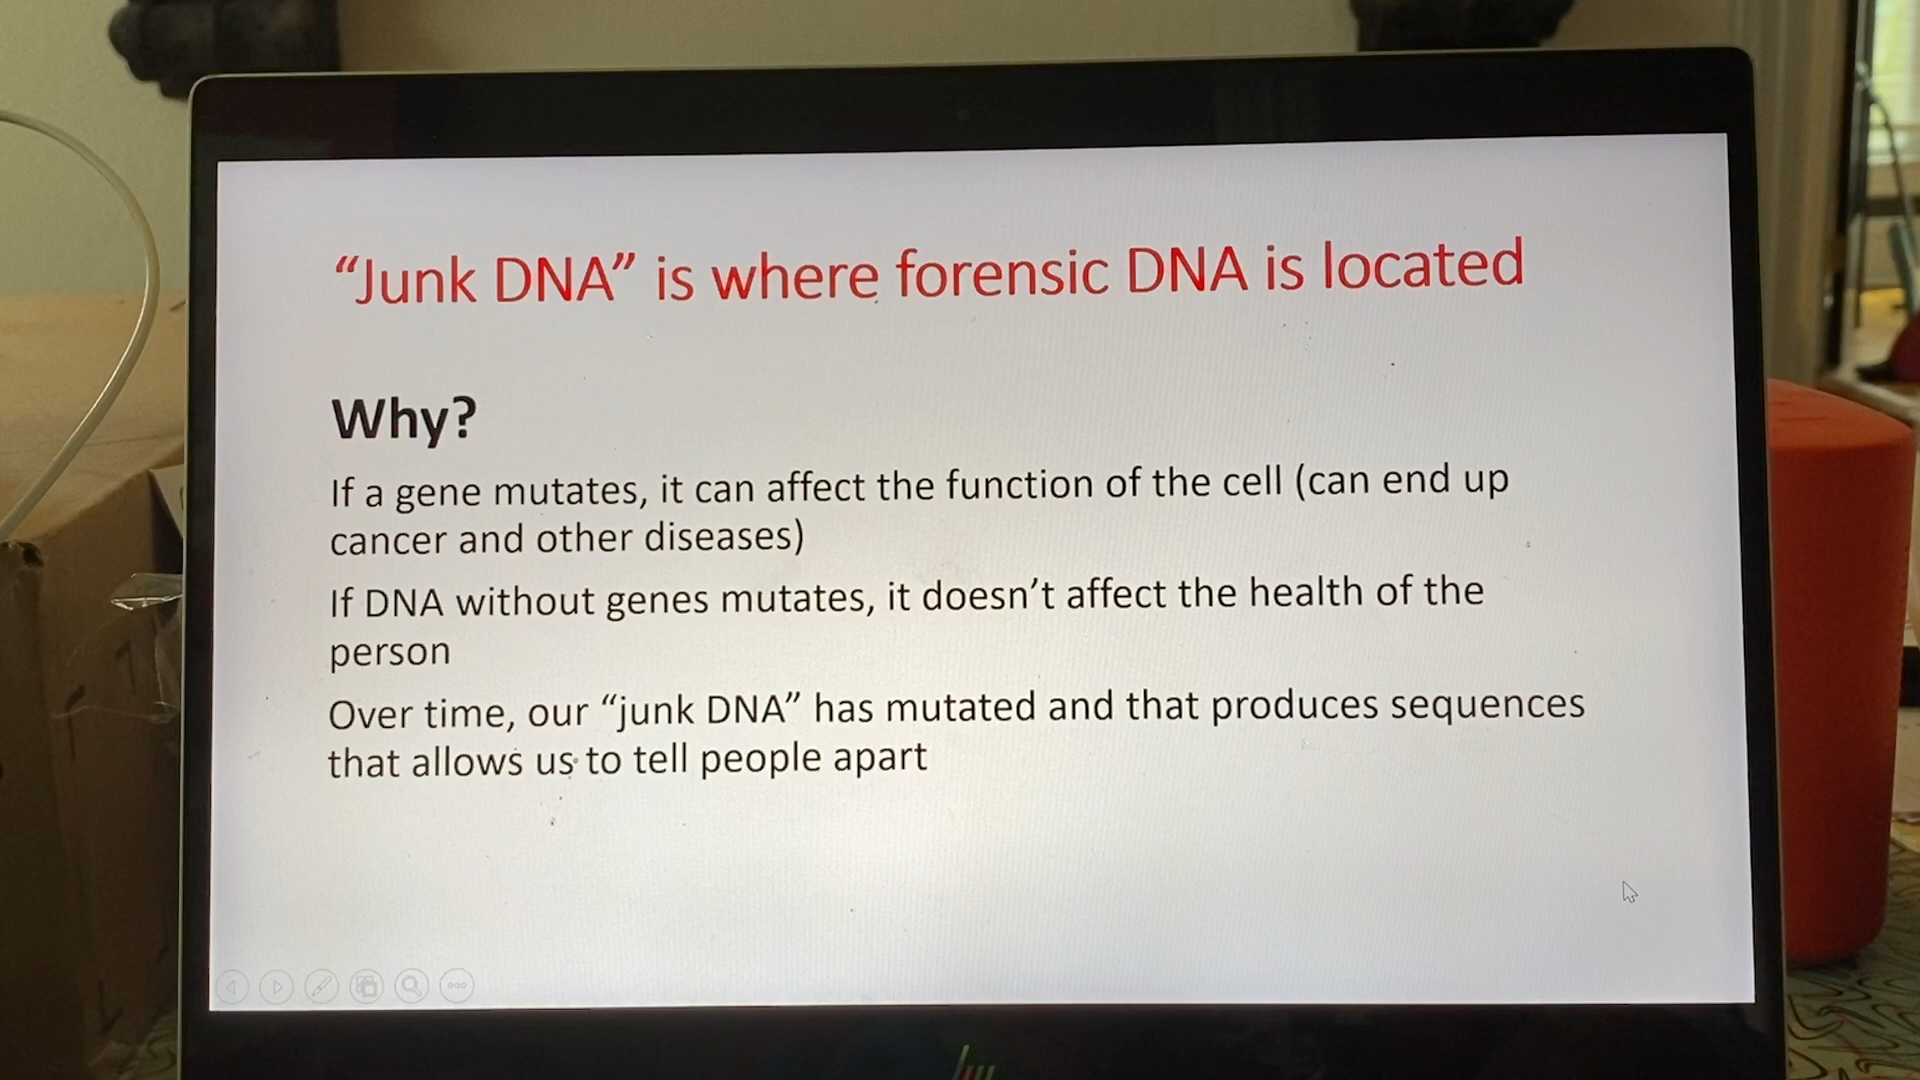 “Junk DNA” is where forensic DNA is located
Why?
If a gene mutates, it can affect the function of the cell (can end up
cancer and other diseases)
If DNA without genes mutates, it doesn’t affect the health of the
person
Over time, our “junk DNA” has mutated and that produces sequences
that allows us to tell people apart
hp